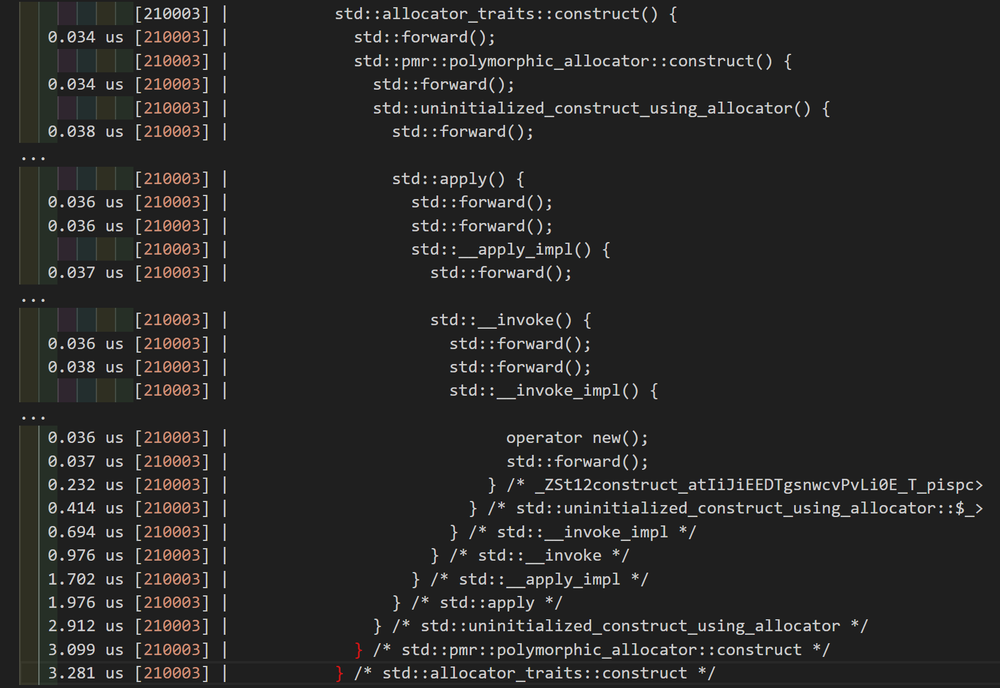 [210003] |           std::allocator_traits::construct() {
0.034 us [210003] |             std::forward();
[210003] |             std::pmr::polymorphic_allocator::construct() {
0.034 us [210003] |               std::forward();
[210003] |               std::uninitialized_construct_using_allocator() {
0.038 us [210003] |                 std::forward();
...
[210003] |                 std::apply() {
0.036 us [210003] |                   std::forward();
0.036 us [210003] |                   std::forward();
[210003] |                   std::__apply_impl() {
0.037 us [210003] |                     std::forward();
...
[210003] |                     std::__invoke() {
0.036 us [210003] |                       std::forward();
0.038 us [210003] |                       std::forward();
[210003] |                       std::__invoke_impl() {
...
0.036 us [210003] |                             operator new();
0.037 us [210003] |                             std::forward();
0.232 us [210003] |                           } /* _ZSt12construct_atIiJiEEDTgsnwcvPvLi0E_T_pispc>
0.414 us [210003] |                         } /* std::uninitialized_construct_using_allocator::$_>
0.694 us [210003] |                       } /* std::__invoke_impl */
0.976 us [210003] |                     } /* std::__invoke */
1.702 us [210003] |                   } /* std::__apply_impl */
1.976 us [210003] |                 } /* std::apply */
2.912 us [210003] |               } /* std::uninitialized_construct_using_allocator */
3.099 us [210003] |             } /* std::pmr::polymorphic_allocator::construct */
3.281 us [210003] |           } /* std::allocator_traits::construct */